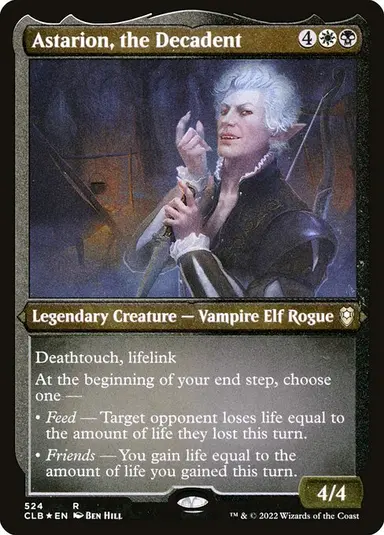 Astarion, the Decadent 4
Legendary Creature — Vampire Elf Rogue
Deathtouch, lifelink
At the beginning of your end step, choose
one —
• Feed — Target opponent loses life equal to
the amount of life they lost this turn.
• Friends — You gain life equal to the
amount of life you gained this turn.
4/4
524 R
CLB★EN Ben Hill
™ & © 2022 Wizards of the Coast